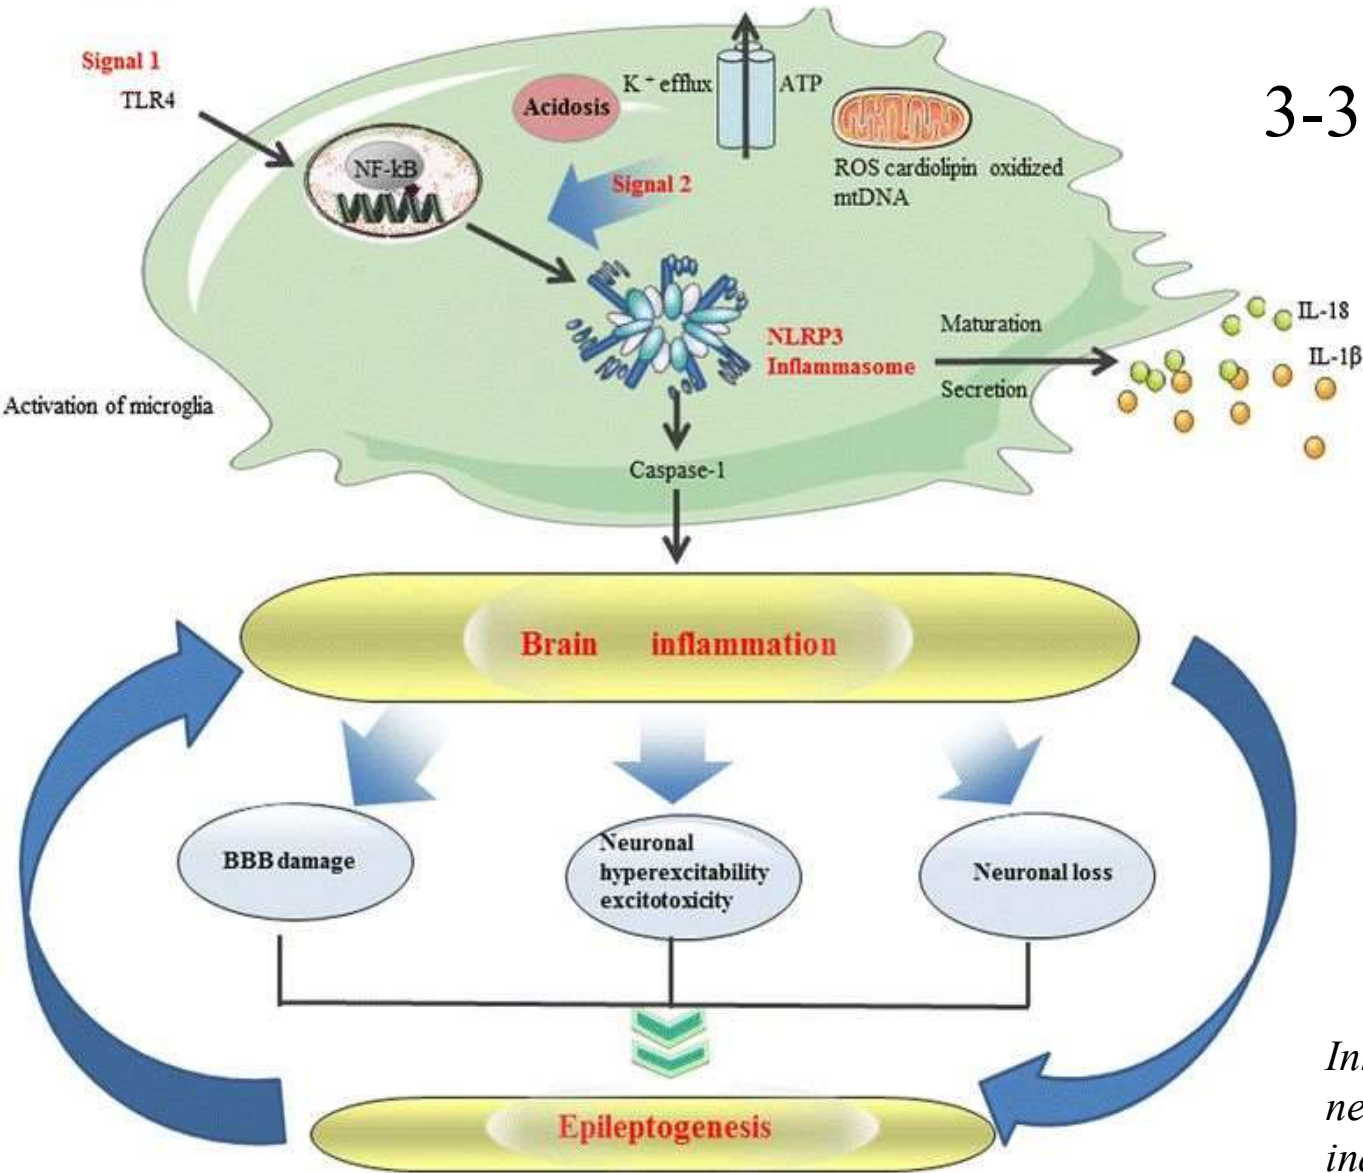 Signal 1
TLR4
NF-kB
Acidosis
K⁺ efflux
ATP
3-3
ROS cardiolipin oxidized
mtDNA
Signal 2
NLRP3
Inflammasome
Maturation
Secretion
IL-18
IL-1β
Activation of microglia
Caspase-1
Brain inflammation
BBB damage
Neuronal
hyperexcitability
excitotoxicity
Neuronal loss
Epileptogenesis